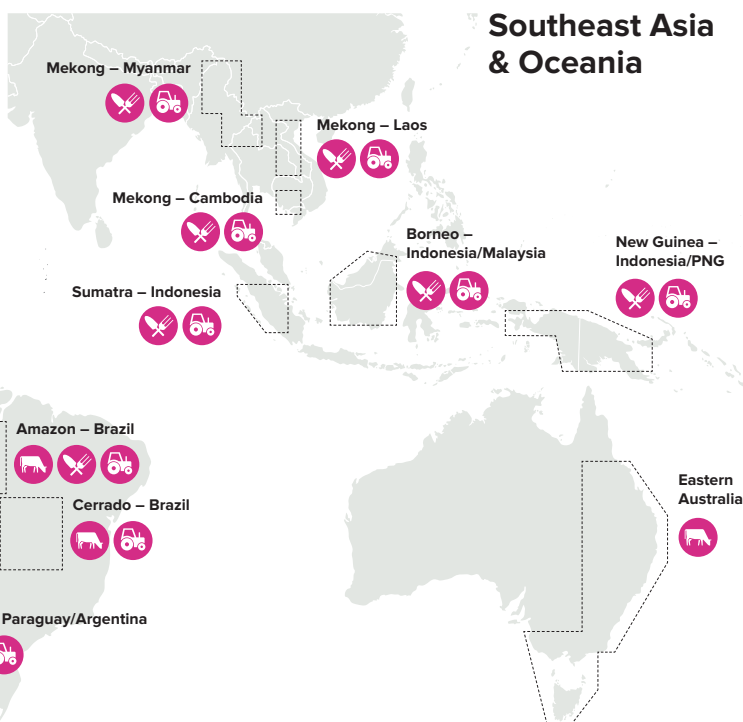 Southeast Asia
& Oceania
Mekong – Myanmar
Mekong – Laos
Mekong – Cambodia
Borneo –
Indonesia/Malaysia
New Guinea –
Indonesia/PNG
Sumatra – Indonesia
Amazon – Brazil
Cerrado – Brazil
Eastern
Australia
Paraguay/Argentina